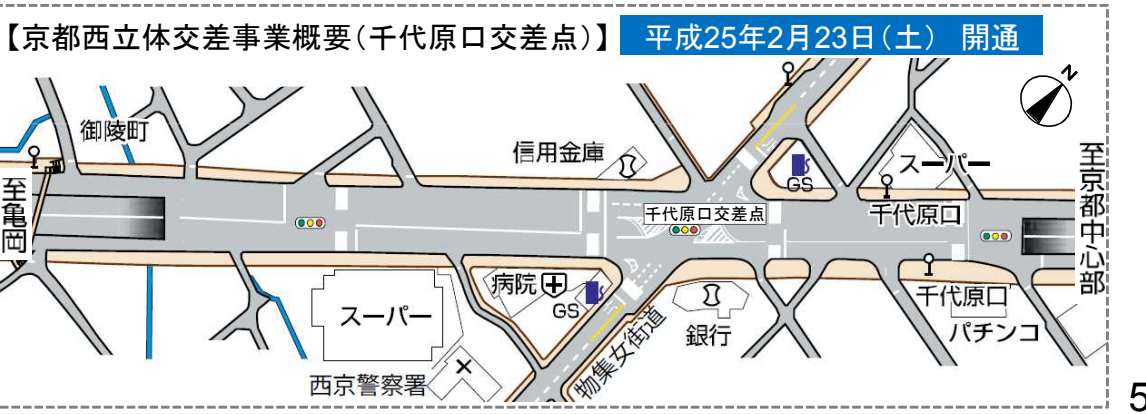 【京都西立体交差事業概要(千代原口交差点)】
平成25年2月23日(土) 開通
N
御陵町
信用金庫
GS
スーパー
至亀岡
千代原口交差点
千代原口
至京都中心部
病院
GS
スーパー
物集女街道
銀行
千代原口
パチンコ
西京警察署
5